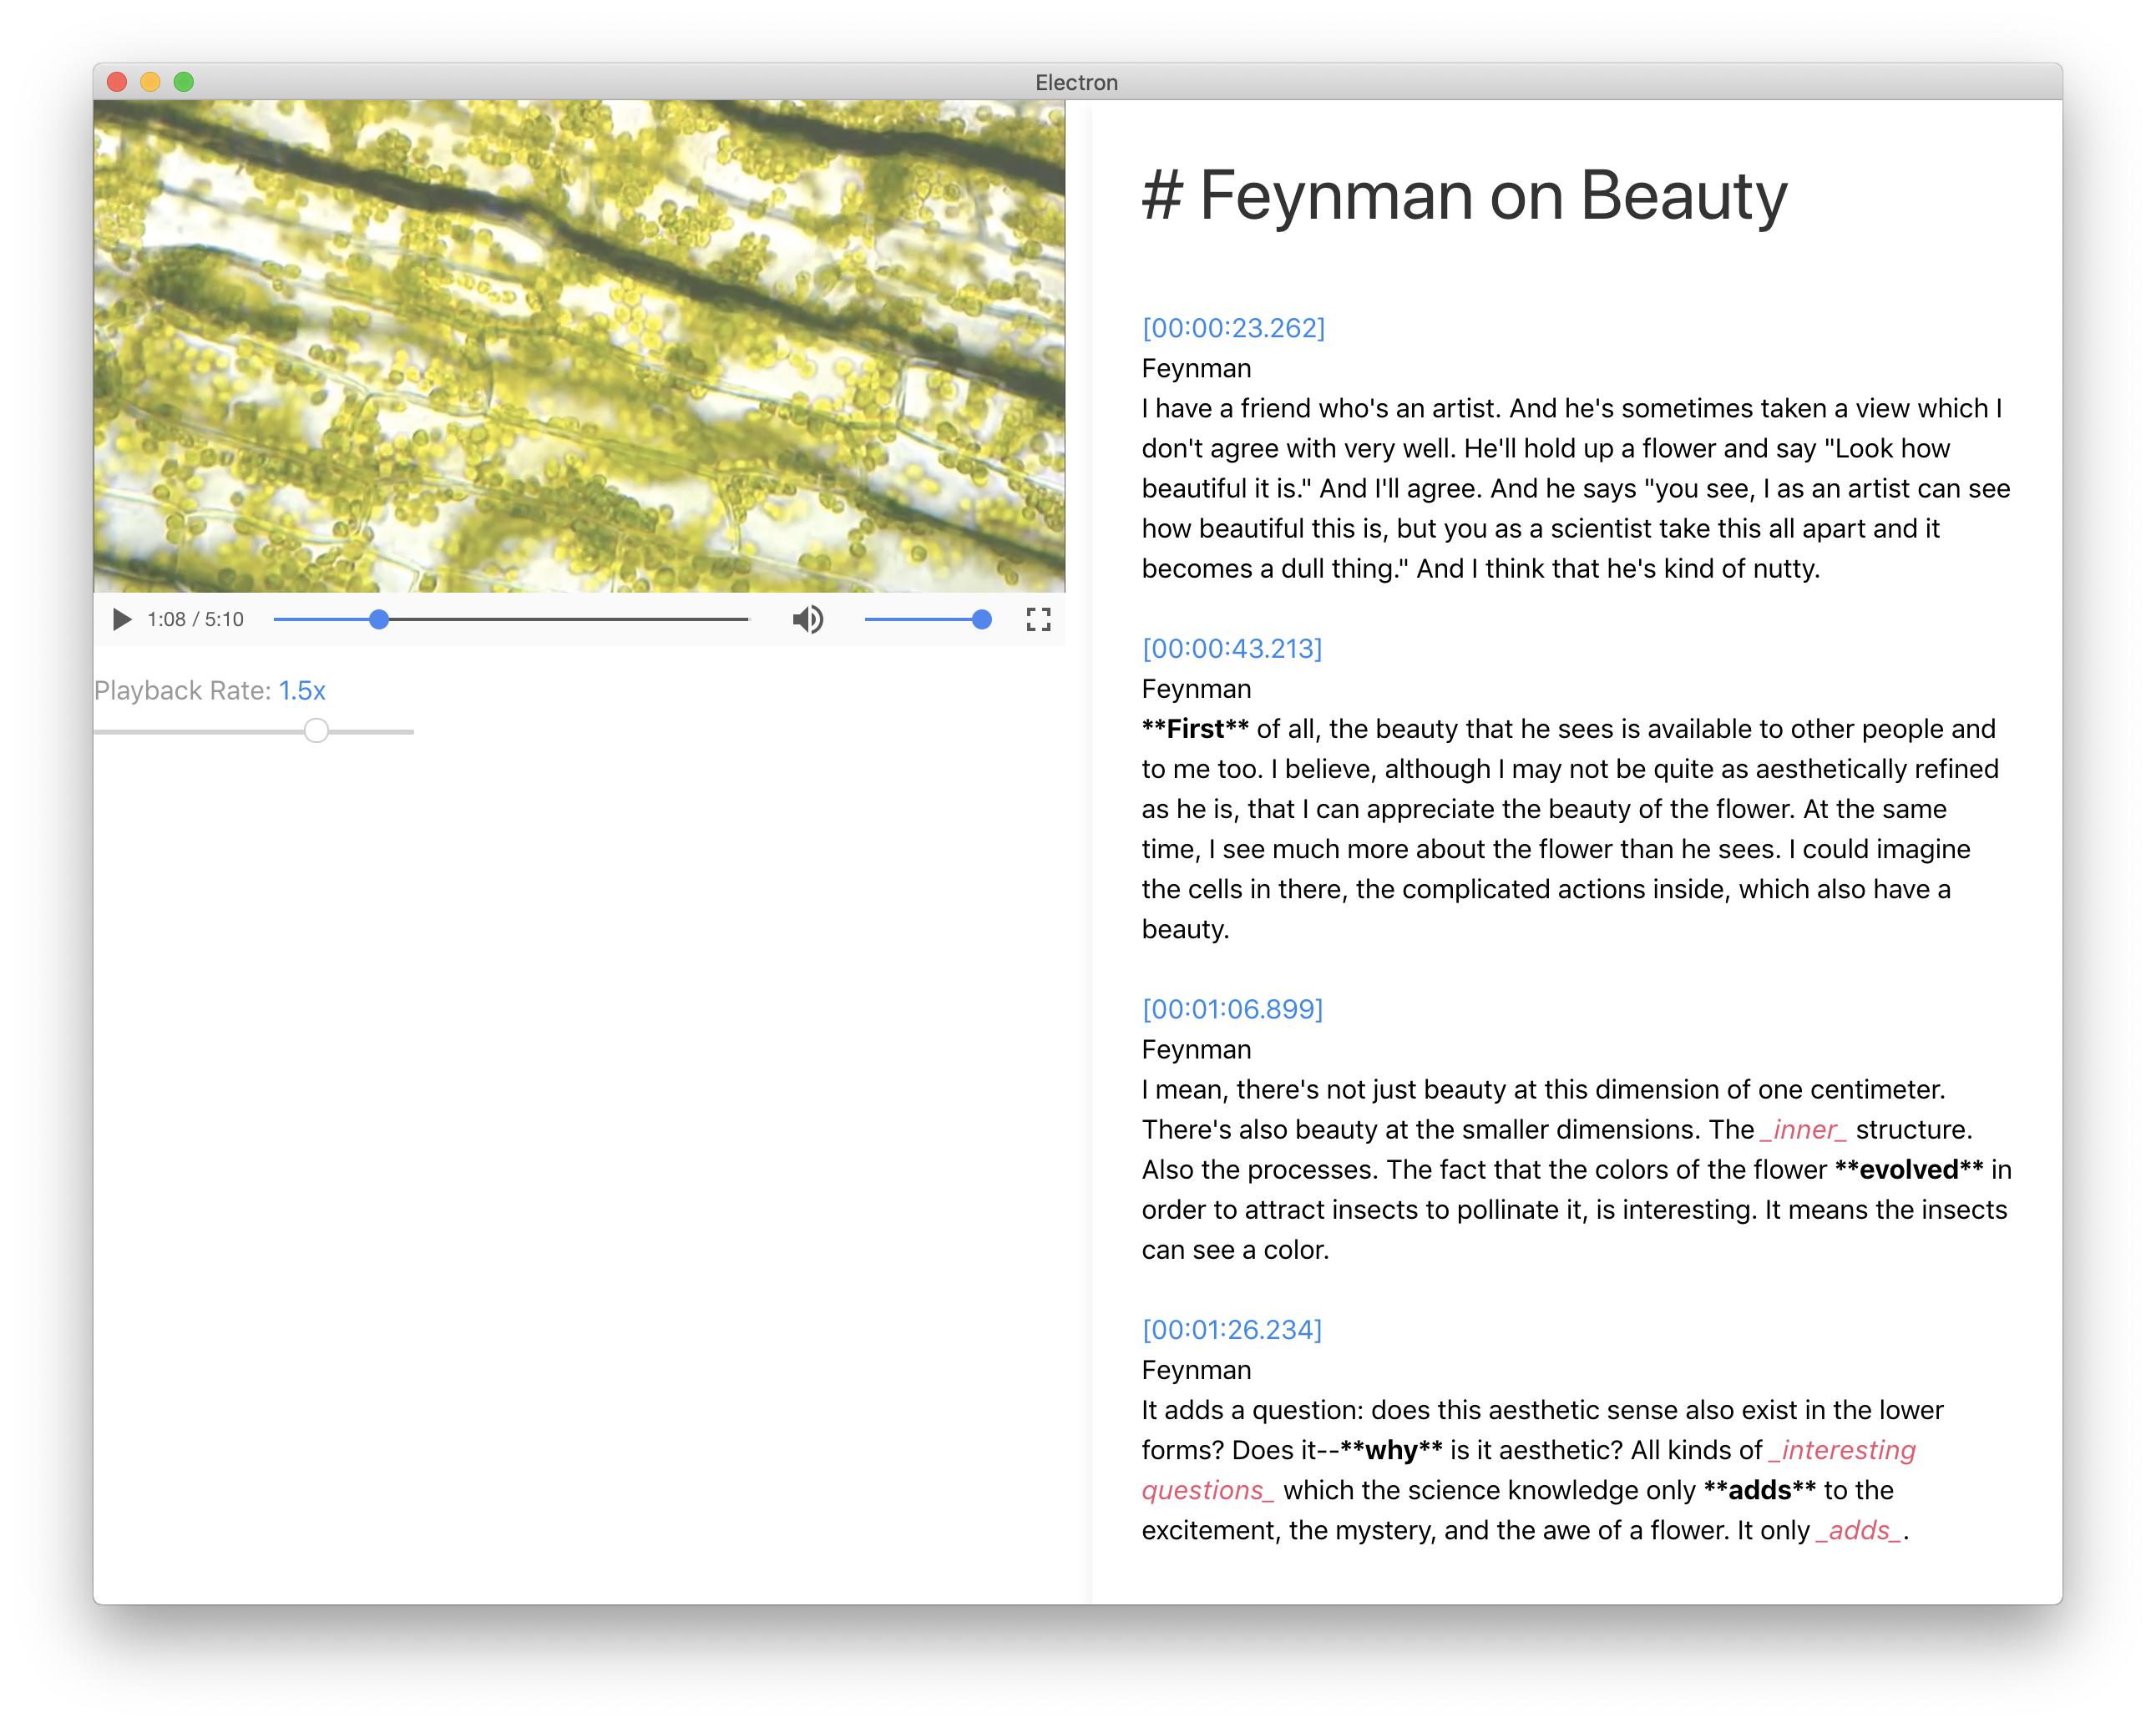 Electron
1:08 / 5:10
Playback Rate: 1.5x
# Feynman on Beauty
[00:00:23.262]
Feynman
I have a friend who's an artist. And he's sometimes taken a view which I
don't agree with very well. He'll hold up a flower and say "Look how
beautiful it is." And I'll agree. And he says "you see, I as an artist can see
how beautiful this is, but you as a scientist take this all apart and it
becomes a dull thing." And I think that he's kind of nutty.
[00:00:43.213]
Feynman
**First** of all, the beauty that he sees is available to other people and
to me too. I believe, although I may not be quite as aesthetically refined
as he is, that I can appreciate the beauty of the flower. At the same
time, I see much more about the flower than he sees. I could imagine
the cells in there, the complicated actions inside, which also have a
beauty.
[00:01:06.899]
Feynman
I mean, there's not just beauty at this dimension of one centimeter.
There's also beauty at the smaller dimensions. The _inner_ structure.
Also the processes. The fact that the colors of the flower **evolved** in
order to attract insects to pollinate it, is interesting. It means the insects
can see a color.
[00:01:26.234]
Feynman
It adds a question: does this aesthetic sense also exist in the lower
forms? Does it--**why** is it aesthetic? All kinds of _interesting
questions_ which the science knowledge only **adds** to the
excitement, the mystery, and the awe of a flower. It only _adds_.